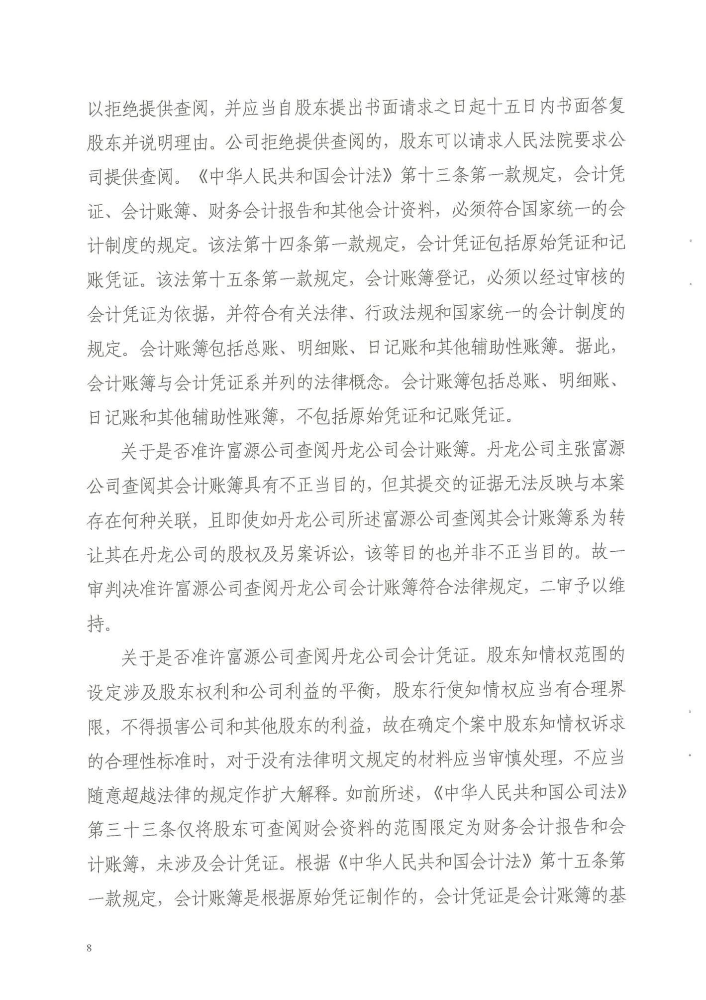 以拒绝提供查阅，并应当自股东提出书面请求之日起十五日内书面答复
股东并说明理由。公司拒绝提供查阅的，股东可以请求人民法院要求公
司提供查阅。《中华人民共和国会计法》第十三条第一款规定，会计凭
证、会计账簿、财务会计报告和其他会计资料，必须符合国家统一的会
计制度的规定。该法第十四条第一款规定，会计凭证包括原始凭证和记
账凭证。该法第十五条第一款规定，会计账簿登记，必须以经过审核的
会计凭证为依据，并符合有关法律、行政法规和国家统一的会计制度的
规定。会计账簿包括总账、明细账、日记账和其他辅助性账簿。据此，
会计账簿与会计凭证系并列的法律概念。会计账簿包括总账、明细账、
日记账和其他辅助性账簿，不包括原始凭证和记账凭证。
关于是否准许富源公司查阅丹龙公司会计账簿。丹龙公司主张富源
公司查阅其会计账簿具有不正当目的，但其提交的证据无法反映与本案
存在何种关联，且即使如丹龙公司所述富源公司查阅其会计账簿系为转
让其在丹龙公司的股权及另案诉讼，该等目的也并非不正当目的。故一
审判决准许富源公司查阅丹龙公司会计账簿符合法律规定，二审予以维
持。
关于是否准许富源公司查阅丹龙公司会计凭证。股东知情权范围的
设定涉及股东权利和公司利益的平衡，股东行使知情权应当有合理界
限，不得损害公司和其他股东的利益，故在确定个案中股东知情权诉求
的合理性标准时，对于没有法律明文规定的材料应当审慎处理，不应当
随意超越法律的规定作扩大解释。如前所述，《中华人民共和国公司法》
第三十三条仅将股东可查阅财会资料的范围限定为财务会计报告和会
计账簿，未涉及会计凭证。根据《中华人民共和国会计法》第十五条第
一款规定，会计账簿是根据原始凭证制作的，会计凭证是会计账簿的基
8